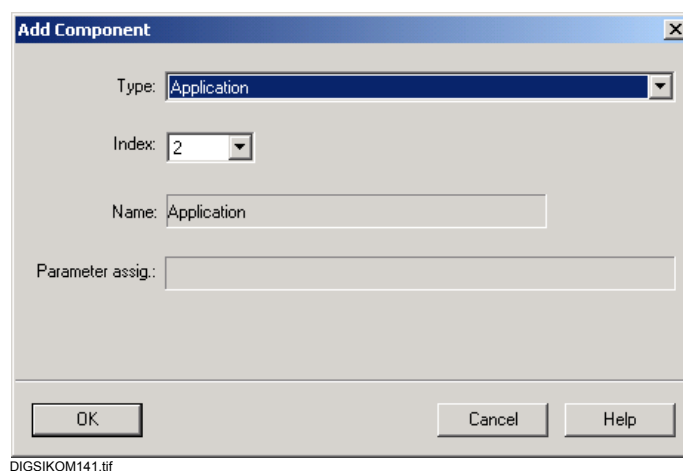 Add Component
Type: Application
Index: 2
Name: Application
Parameter assig.:
OK Cancel Help
DIGSIKOM141.tif